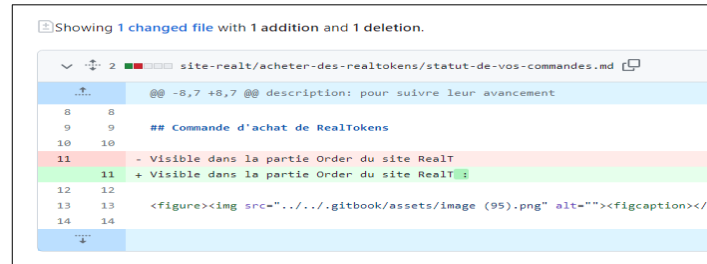 Showing 1 changed file with 1 addition and 1 deletion.
2 site-realt/acheter-des-realtokens/statut-de-vos-commandes.md
@@ -8,7 +8,7 @@ description: pour suivre leur avancement
8 8
9 9 ## Commande d'achat de RealTokens
10 10
11 - Visible dans la partie Order du site RealT
11 + Visible dans la partie Order du site RealT :
12 12
13 13 <figure><img src="../../.gitbook/assets/image (95).png" alt=""><figcaption></
14 14